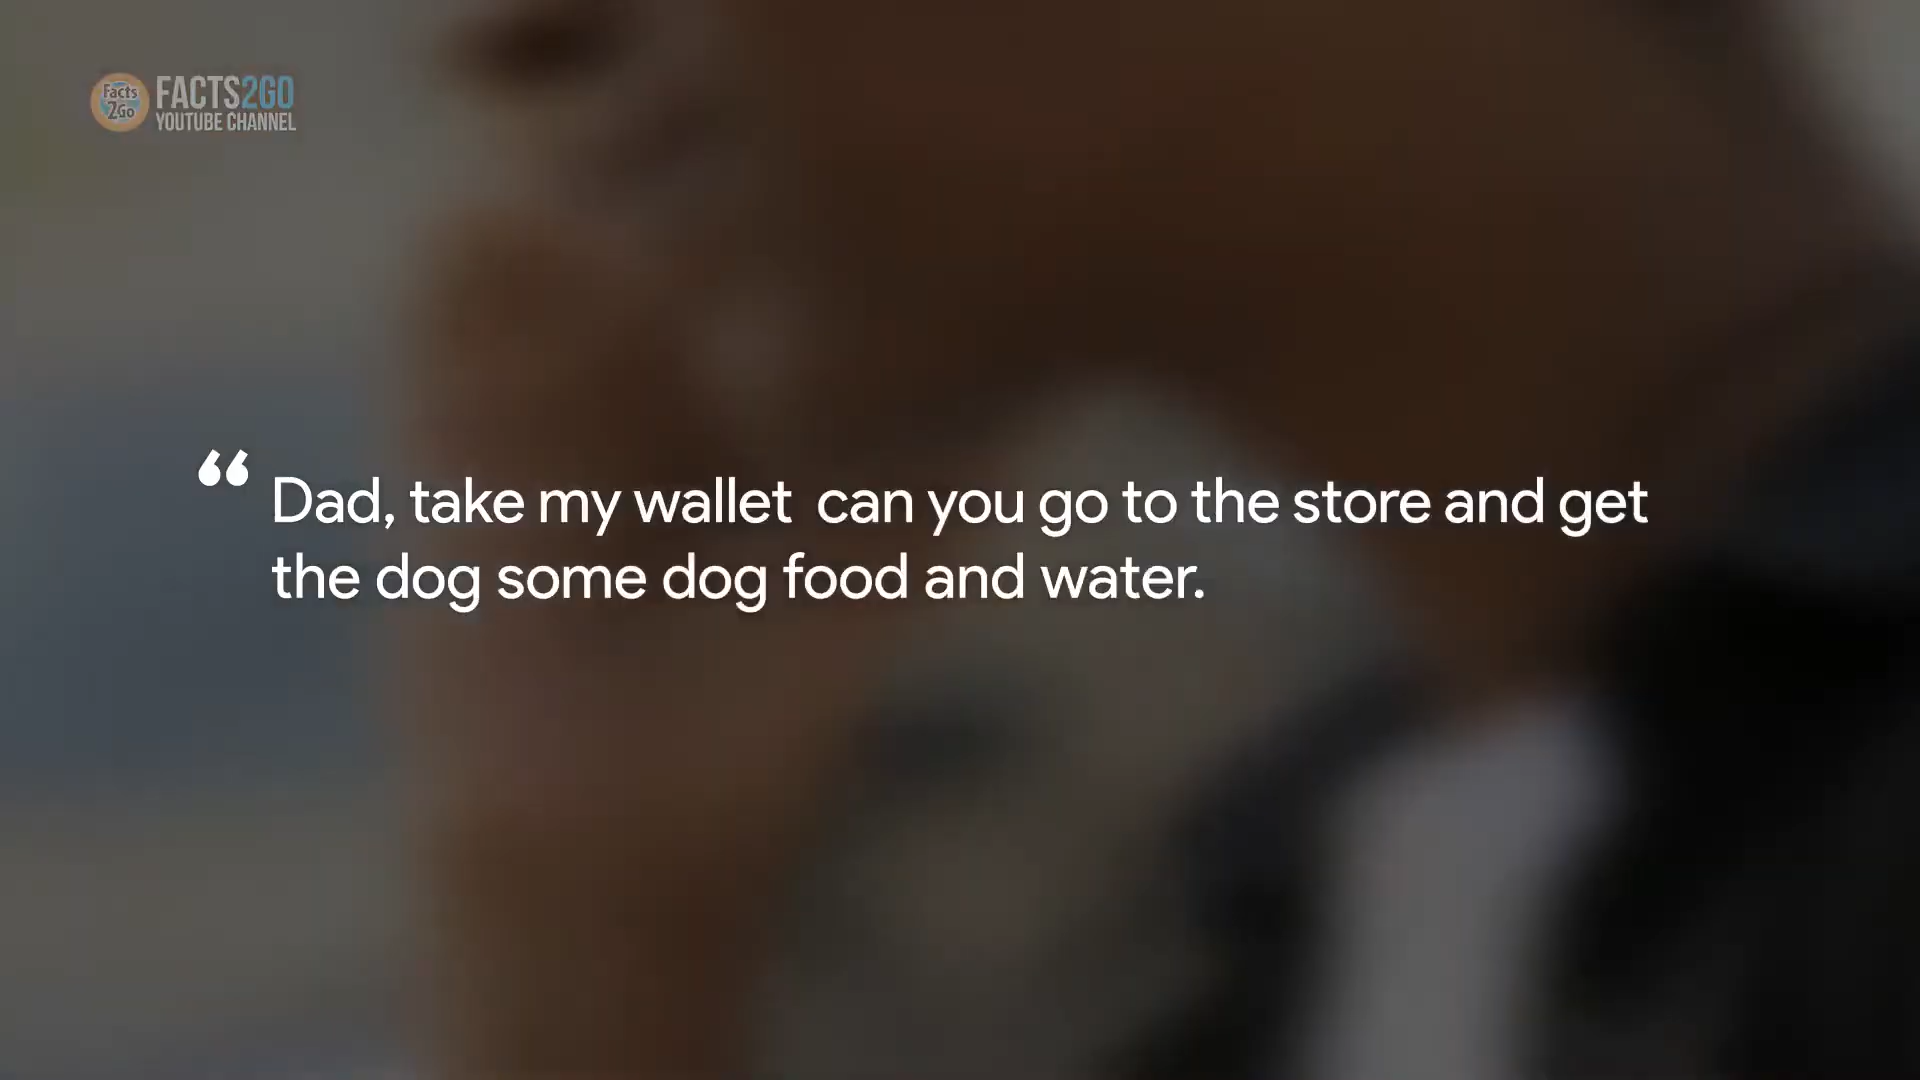 Facts
2Go
FACTS2GO
YOUTUBE CHANNEL
“ Dad, take my wallet  can you go to the store and get
the dog some dog food and water.